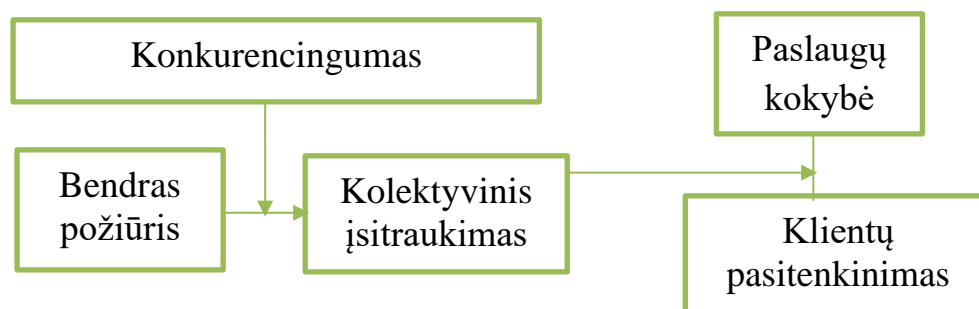 Konkurencingumas
Paslaugų
kokybė
Bendras
požiūris
Kolektyvinis
įsitraukimas
Klientų
pasitenkinimas